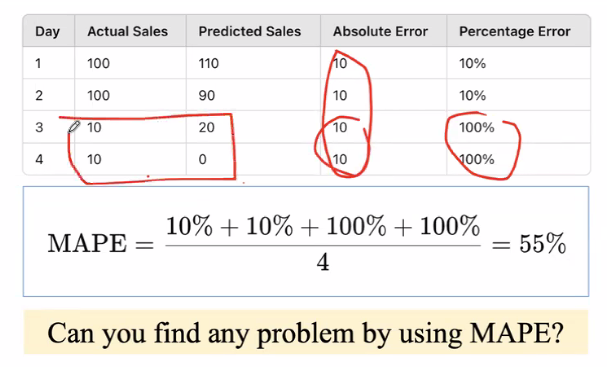 Day Actual Sales Predicted Sales Absolute Error Percentage Error
1 100 110 10 10%
2 100 90 10 10%
3 10 20 10 100%
4 10 0 10 100%
MAPE = (10% + 10% + 100% + 100%) / 4 = 55%
Can you find any problem by using MAPE?